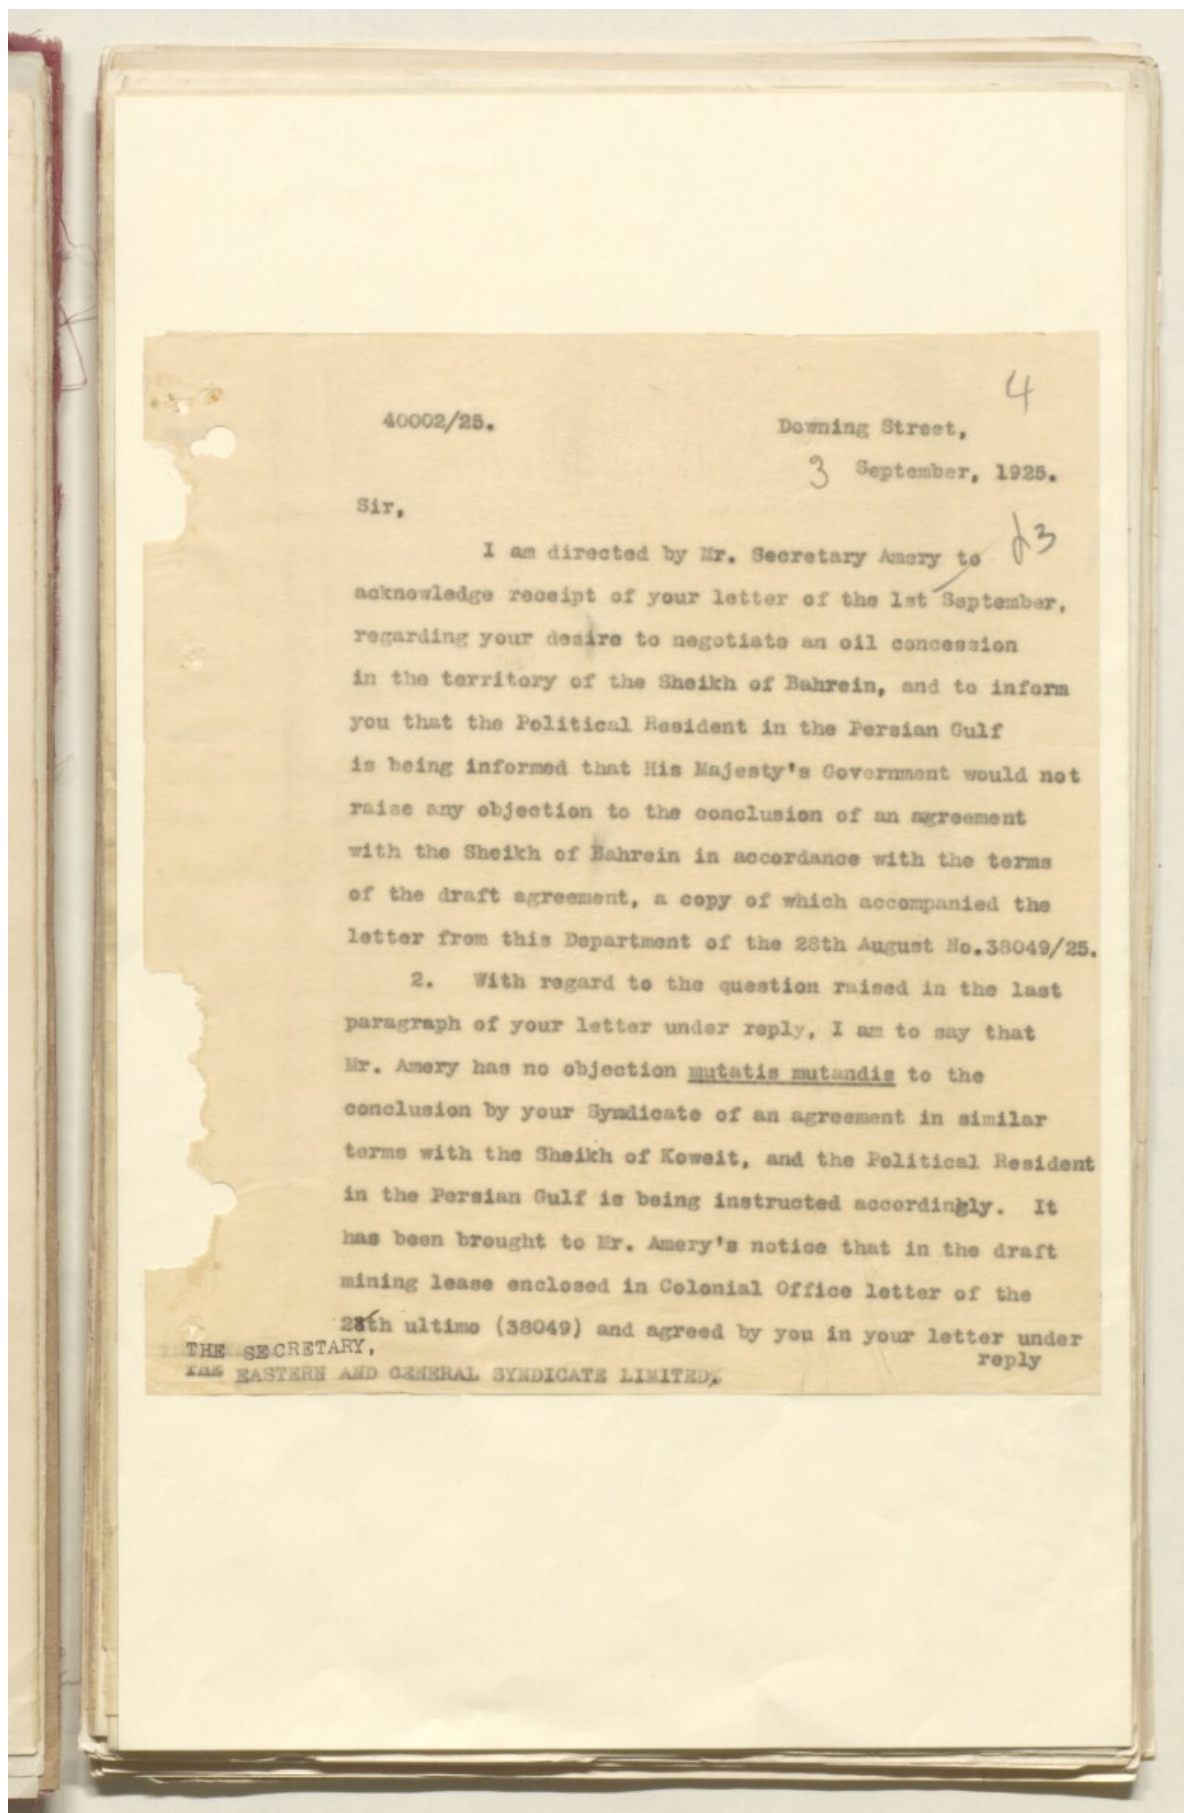 4
40002/25.
Downing Street,
3 September, 1925.
Sir,
I am directed by Mr. Secretary Amery to
acknowledge receipt of your letter of the 1st September,
regarding your desire to negotiate an oil concession
in the territory of the Sheikh of Bahrein, and to inform
you that the Political Resident in the Persian Gulf
is being informed that His Majesty's Government would not
raise any objection to the conclusion of an agreement
with the Sheikh of Bahrein in accordance with the terms
of the draft agreement, a copy of which accompanied the
letter from this Department of the 28th August No.38049/25.
2. With regard to the question raised in the last
paragraph of your letter under reply, I am to say that
Mr. Amery has no objection mutatis mutandis to the
conclusion by your Syndicate of an agreement in similar
terms with the Sheikh of Koweit, and the Political Resident
in the Persian Gulf is being instructed accordingly. It
has been brought to Mr. Amery's notice that in the draft
mining lease enclosed in Colonial Office letter of the
28th ultimo (38049) and agreed by you in your letter under
reply
THE SECRETARY,
THE EASTERN AND GENERAL SYNDICATE LIMITED,